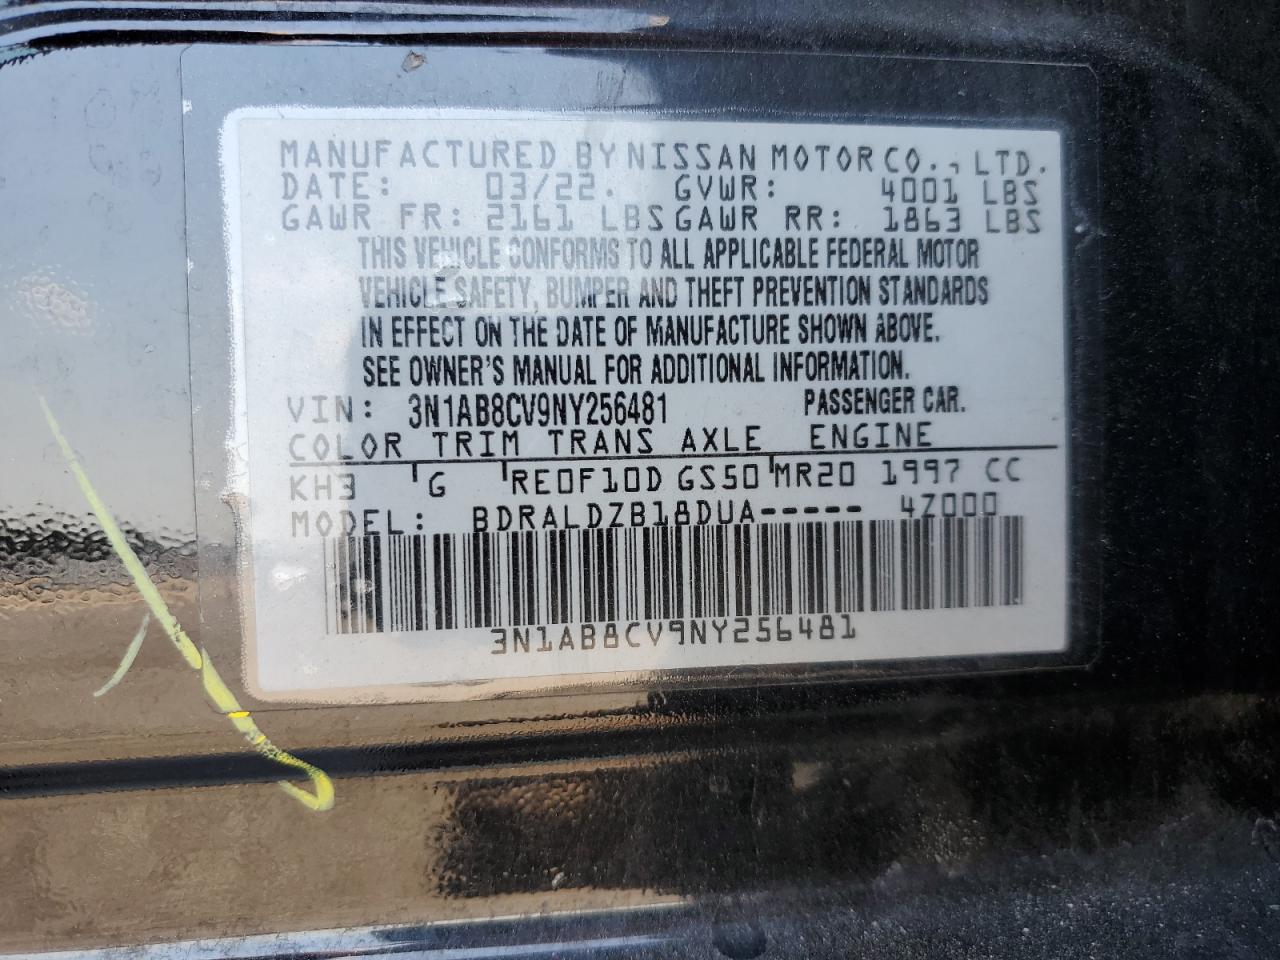 MANUFACTURED BY NISSAN MOTOR CO., LTD.
DATE: 03/22. GVWR: 4001 LBS
GAWR FR: 2161 LBS GAWR RR: 1863 LBS
THIS VEHICLE CONFORMS TO ALL APPLICABLE FEDERAL MOTOR
VEHICLE SAFETY, BUMPER AND THEFT PREVENTION STANDARDS
IN EFFECT ON THE DATE OF MANUFACTURE SHOWN ABOVE.
SEE OWNER'S MANUAL FOR ADDITIONAL INFORMATION.
VIN: 3N1AB8CV9NY256481 PASSENGER CAR.
COLOR TRIM TRANS AXLE ENGINE
KH3 G RE0F10D GS50 MR20 1997 CC
MODEL: BDRALDZB18DUA----- 4Z000
3N1AB8CV9NY256481